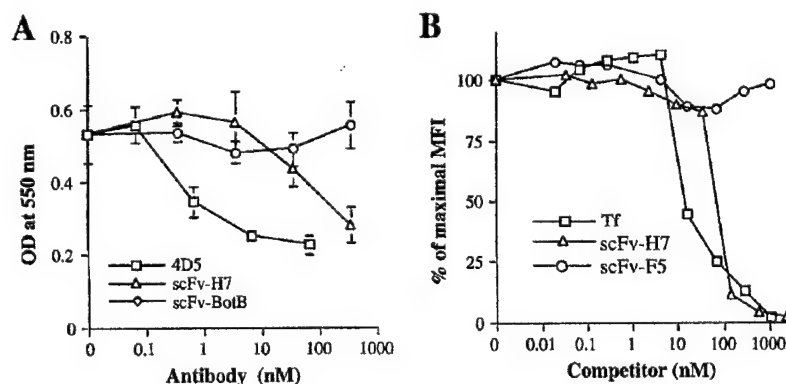 A
OD at 550 nm
0.8
0.6
0.4
0.2
0
4D5
scFv-H7
scFv-BotB
0 0.1 1 10 100 1000
Antibody (nM)
B
% of maximal MFI
100
75
50
25
0
Tf
scFv-H7
scFv-F5
0 0.01 0.1 1 10 100 1000
Competitor (nM)